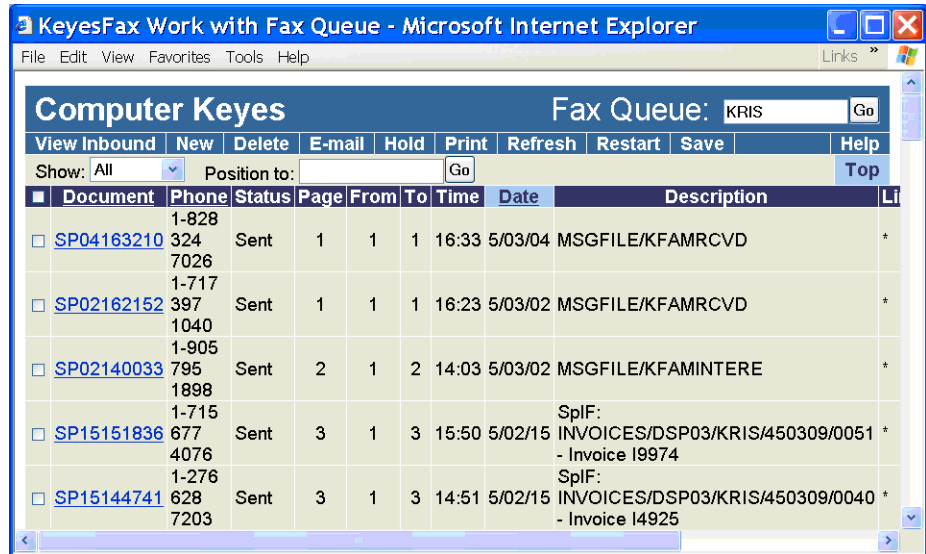 KeyesFax Work with Fax Queue - Microsoft Internet Explorer
File Edit View Favorites Tools Help Links »
Computer Keyes Fax Queue: KRIS Go
View Inbound New Delete E-mail Hold Print Refresh Restart Save Help
Show: All Position to: Go Top
Document Phone Status Page From To Time Date Description Li
1-828
SP04163210 324 Sent 1 1 1 16:33 5/03/04 MSGFILE/KFAMRCVD *
7026
1-717
SP02162152 397 Sent 1 1 1 16:23 5/03/02 MSGFILE/KFAMRCVD *
1040
1-905
SP02140033 795 Sent 2 1 2 14:03 5/03/02 MSGFILE/KFAMINTERE *
1898
1-715 SplF:
SP15151836 677 Sent 3 1 3 15:50 5/02/15 INVOICES/DSP03/KRIS/450309/0051 *
4076 - Invoice I9974
1-276 SplF:
SP15144741 628 Sent 3 1 3 14:51 5/02/15 INVOICES/DSP03/KRIS/450309/0040 *
7203 - Invoice I4925